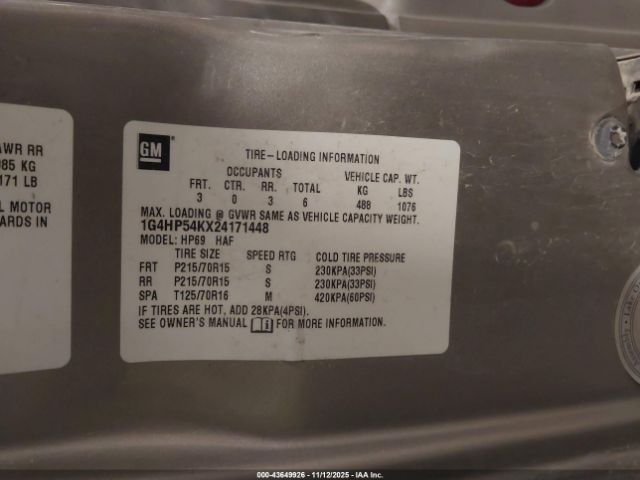 AWR RR
985 KG
171 LB
L MOTOR
ARDS IN
GM
TIRE-LOADING INFORMATION
OCCUPANTS VEHICLE CAP. WT.
FRT. CTR. RR. TOTAL KG LBS
3 0 3 6 488 1076
MAX. LOADING @ GVWR SAME AS VEHICLE CAPACITY WEIGHT.
1G4HP54KX24171448
MODEL: HP69 HAF
TIRE SIZE SPEED RTG COLD TIRE PRESSURE
FRT P215/70R15 S 230KPA(33PSI)
RR P215/70R15 S 230KPA(33PSI)
SPA T125/70R16 M 420KPA(60PSI)
IF TIRES ARE HOT, ADD 28KPA(4PSI).
SEE OWNER'S MANUAL FOR MORE INFORMATION.
000-43649926 - 11/12/2025 - IAA Inc.